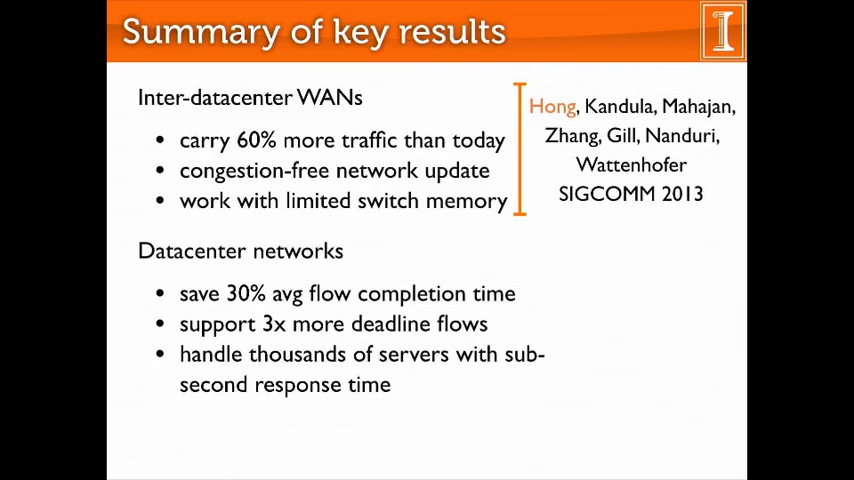 Summary of key results
Inter-datacenter WANs
• carry 60% more traffic than today
• congestion-free network update
• work with limited switch memory
Hong, Kandula, Mahajan,
Zhang, Gill, Nanduri,
Wattenhofer
SIGCOMM 2013
Datacenter networks
• save 30% avg flow completion time
• support 3x more deadline flows
• handle thousands of servers with sub-
second response time